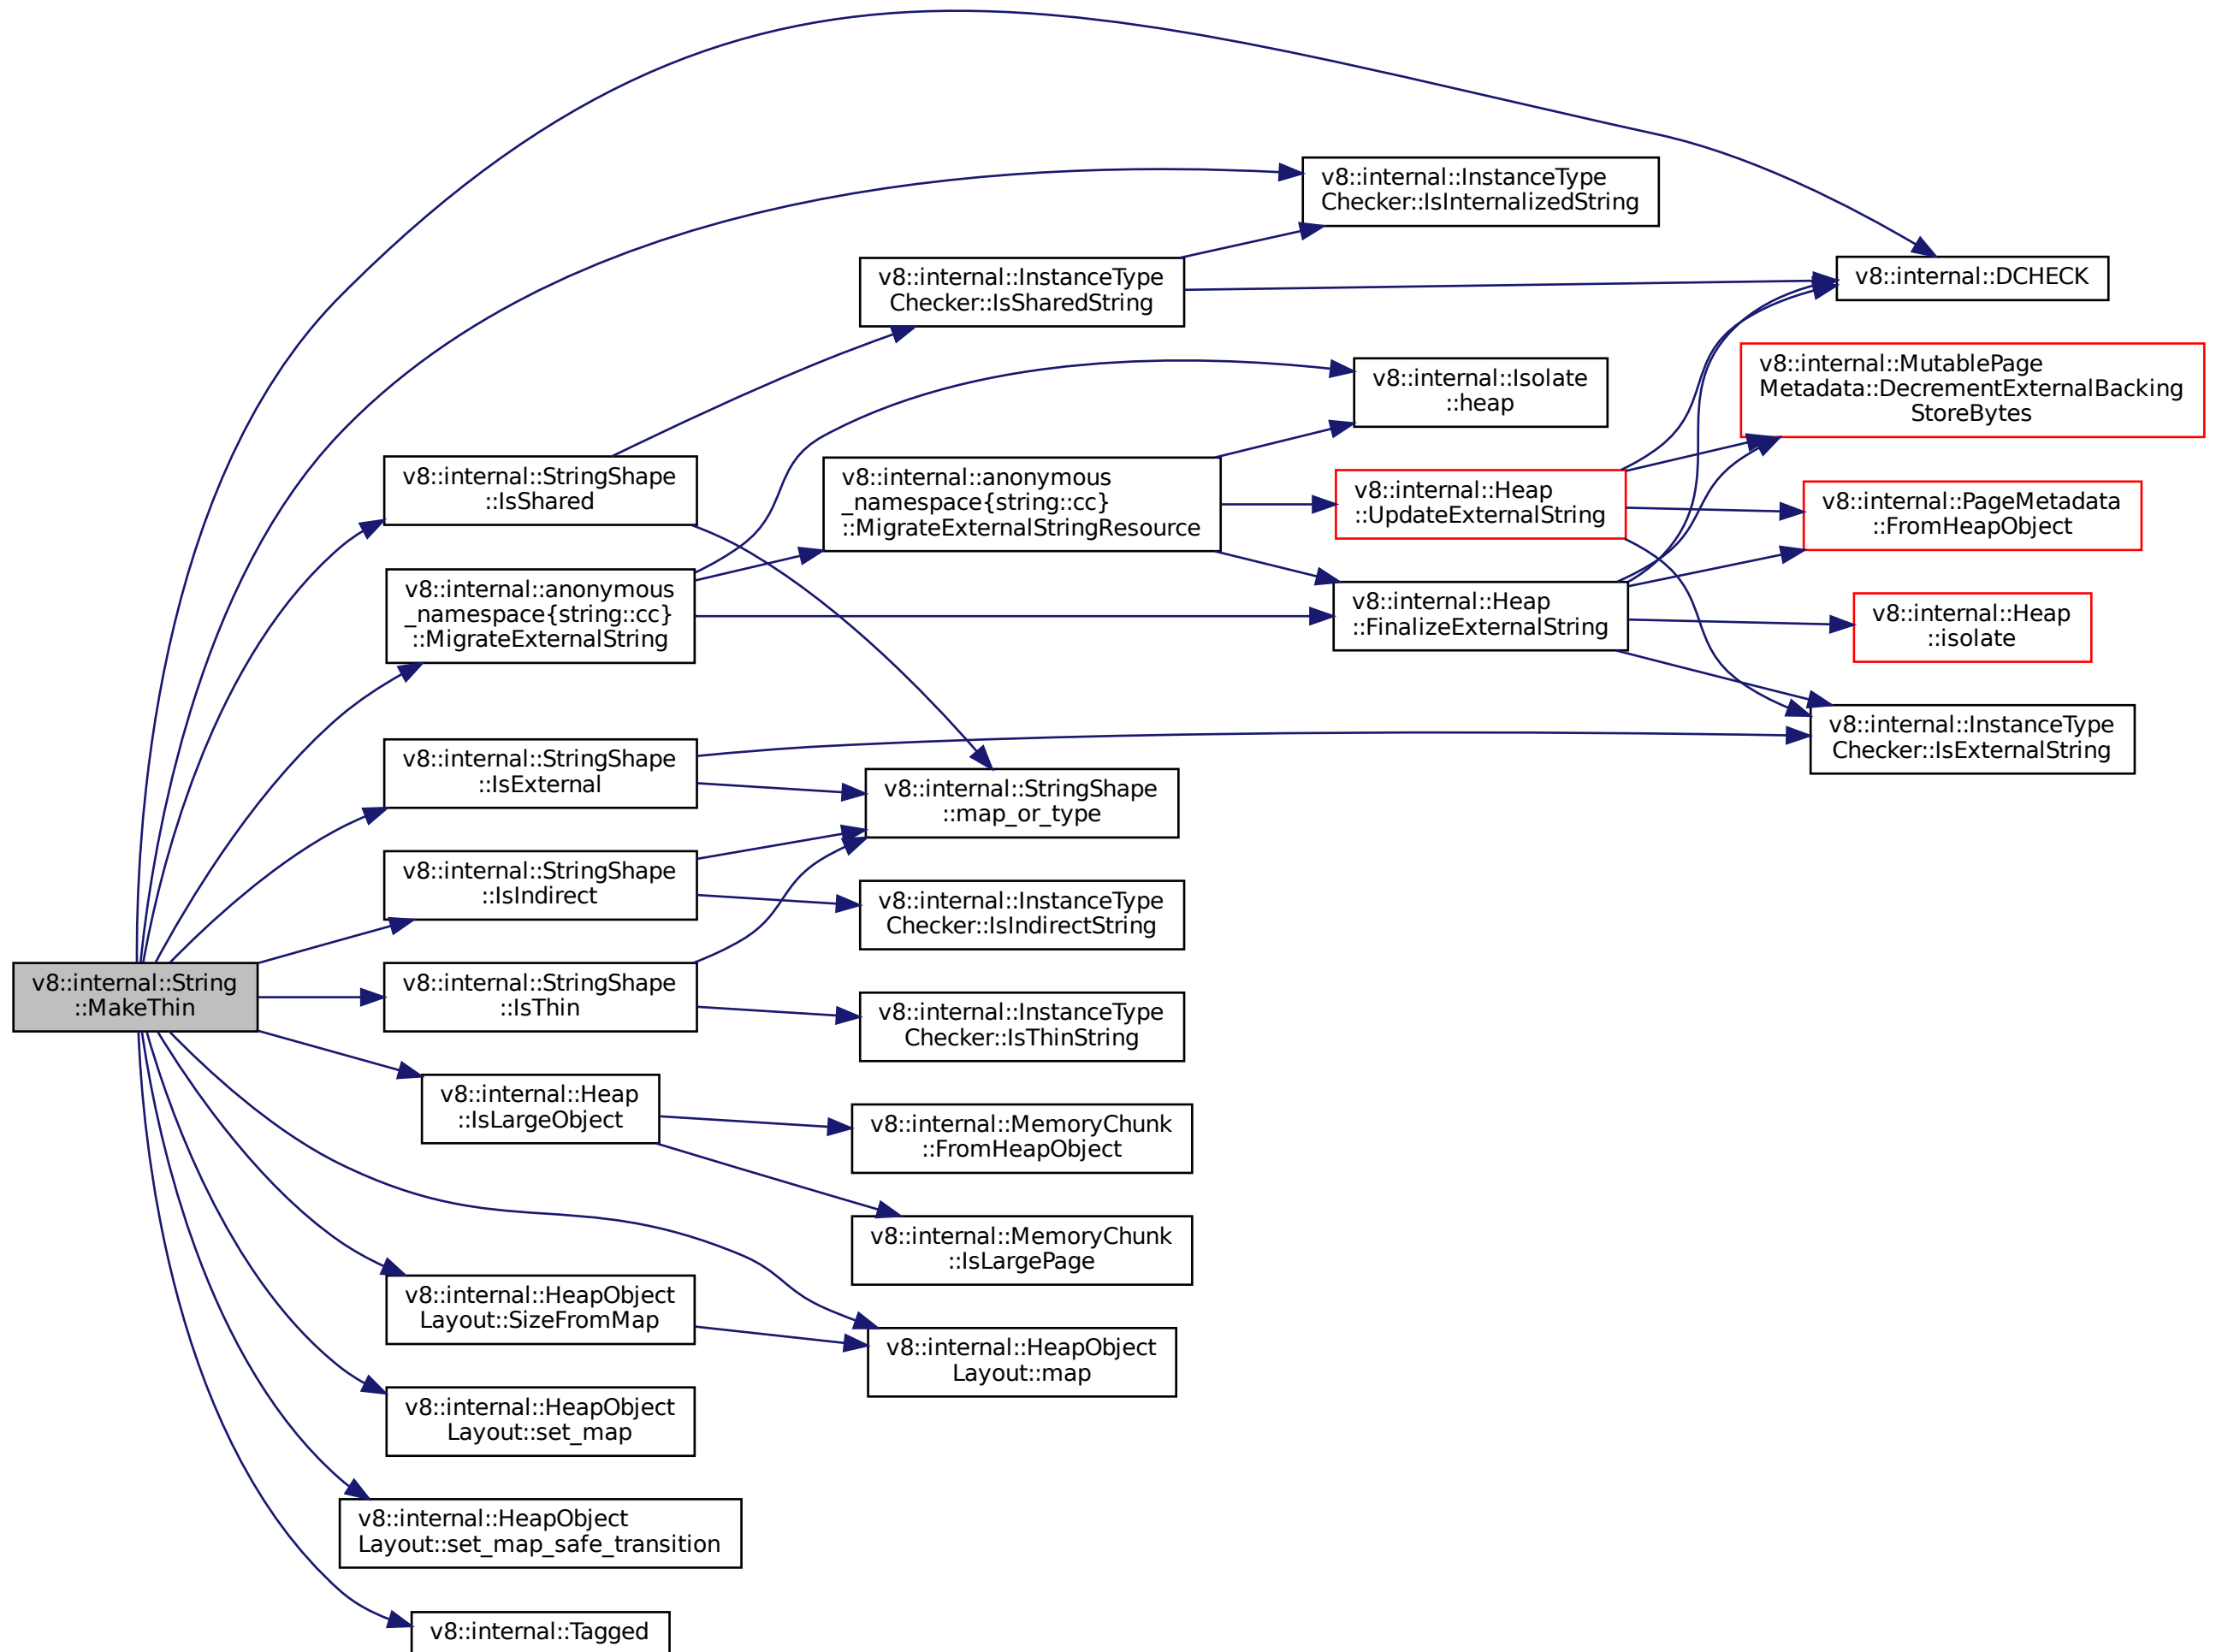 v8::internal::InstanceType
Checker::IsInternalizedString
v8::internal::InstanceType
Checker::IsSharedString
v8::internal::DCHECK
v8::internal::MutablePage
Metadata::DecrementExternalBacking
StoreBytes
v8::internal::Isolate
::heap
v8::internal::StringShape
::IsShared
v8::internal::anonymous
_namespace{string::cc}
::MigrateExternalStringResource
v8::internal::Heap
::UpdateExternalString
v8::internal::PageMetadata
::FromHeapObject
v8::internal::anonymous
_namespace{string::cc}
::MigrateExternalString
v8::internal::Heap
::FinalizeExternalString
v8::internal::Heap
::isolate
v8::internal::InstanceType
Checker::IsExternalString
v8::internal::StringShape
::IsExternal
v8::internal::StringShape
::map_or_type
v8::internal::StringShape
::IsIndirect
v8::internal::InstanceType
Checker::IsIndirectString
v8::internal::String
::MakeThin
v8::internal::StringShape
::IsThin
v8::internal::InstanceType
Checker::IsThinString
v8::internal::Heap
::IsLargeObject
v8::internal::MemoryChunk
::FromHeapObject
v8::internal::MemoryChunk
::IsLargePage
v8::internal::HeapObject
Layout::SizeFromMap
v8::internal::HeapObject
Layout::map
v8::internal::HeapObject
Layout::set_map
v8::internal::HeapObject
Layout::set_map_safe_transition
v8::internal::Tagged